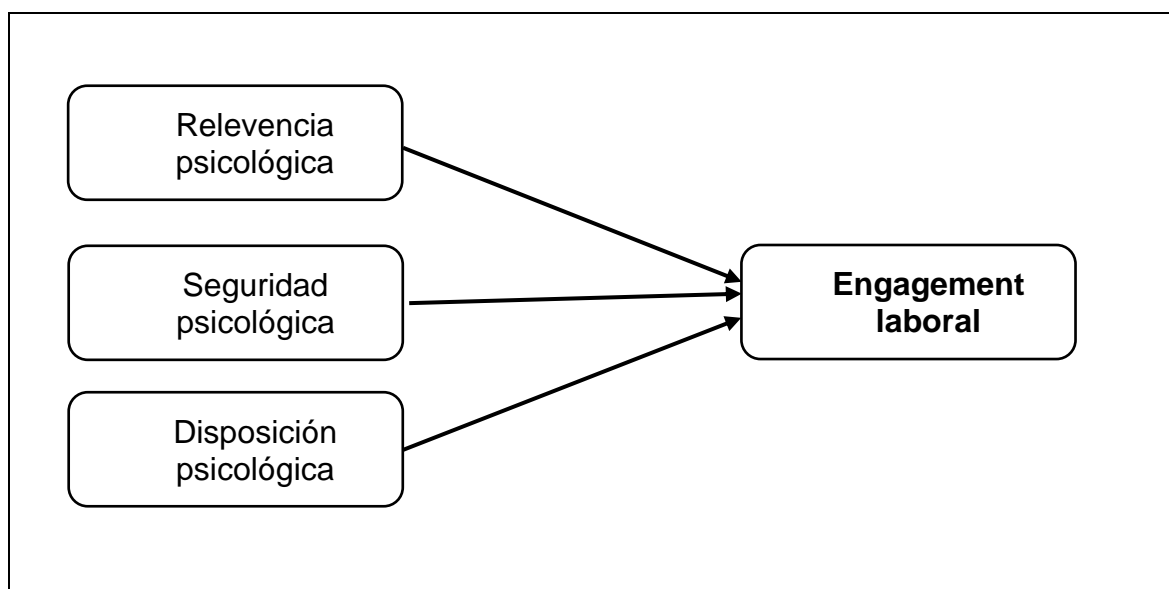 Relevencia
psicológica
Seguridad
psicológica
Disposición
psicológica
Engagement
laboral